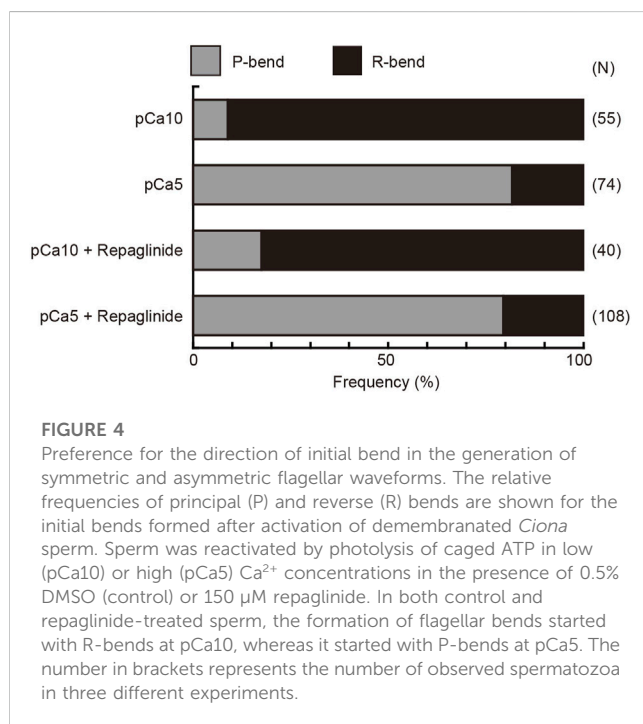 P-bend R-bend (N)
pCa10 (55)
pCa5 (74)
pCa10 + Repaglinide (40)
pCa5 + Repaglinide (108)
0 50 100
Frequency (%)
FIGURE 4
Preference for the direction of initial bend in the generation of
symmetric and asymmetric flagellar waveforms. The relative
frequencies of principal (P) and reverse (R) bends are shown for the
initial bends formed after activation of demembranated Ciona
sperm. Sperm was reactivated by photolysis of caged ATP in low
(pCa10) or high (pCa5) Ca²⁺ concentrations in the presence of 0.5%
DMSO (control) or 150 μM repaglinide. In both control and
repaglinide-treated sperm, the formation of flagellar bends started
with R-bends at pCa10, whereas it started with P-bends at pCa5. The
number in brackets represents the number of observed spermatozoa
in three different experiments.